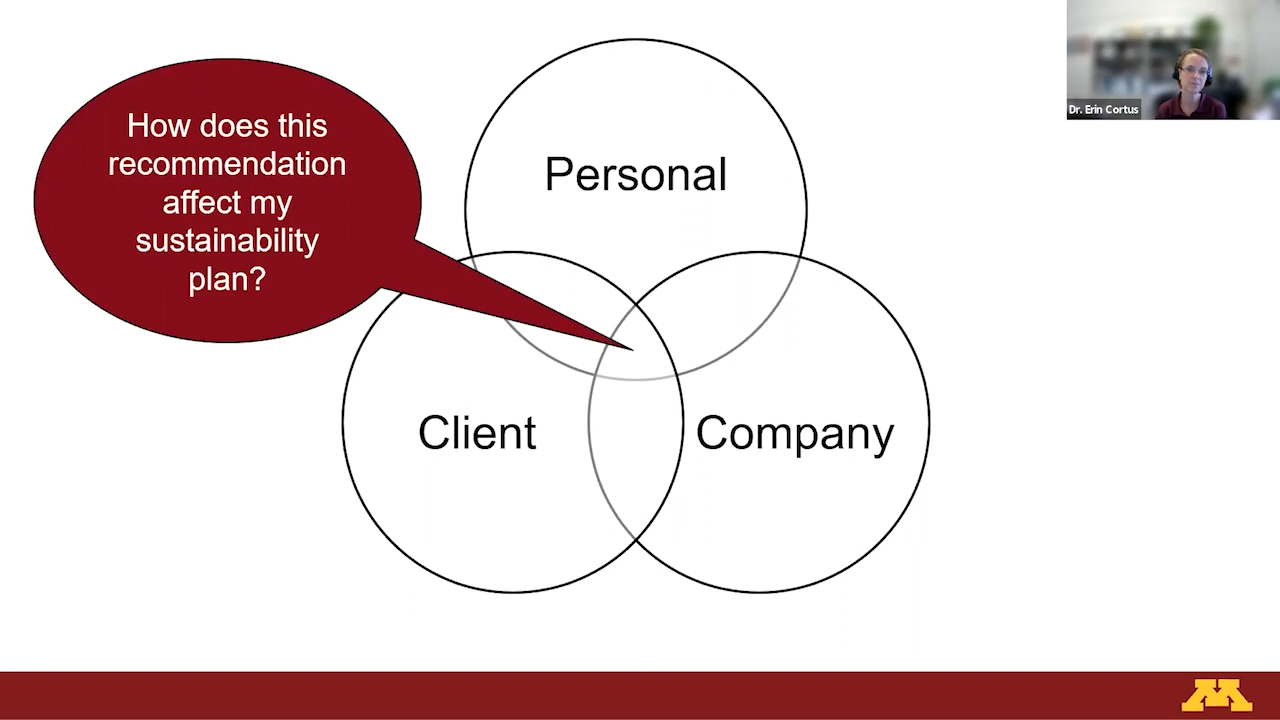 How does this
recommendation
affect my
sustainability
plan?
Personal
Client
Company
Dr. Erin Cortus
M